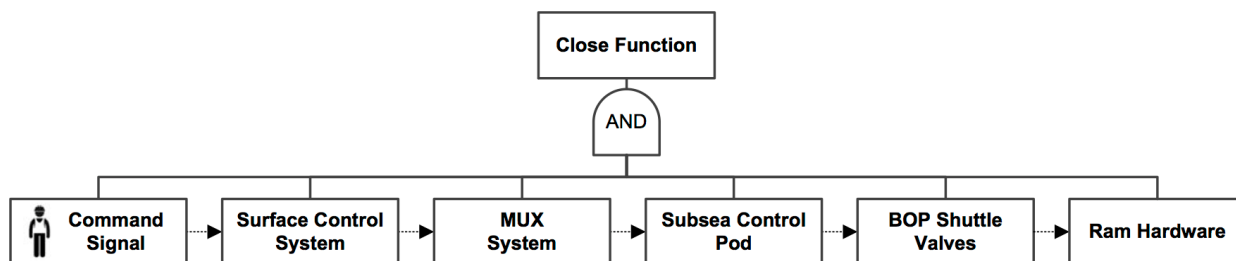 Close Function
AND
Command
Signal
Surface Control
System
MUX
System
Subsea Control
Pod
BOP Shuttle
Valves
Ram Hardware